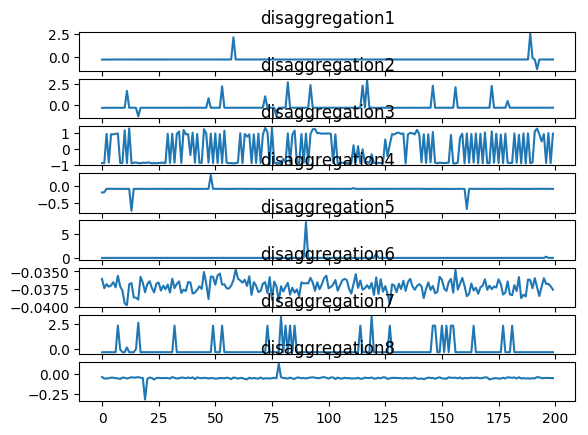 disaggregation1
2.5
0.0
disaggregation2
2.5
0.0
disaggregation3
1
0
−1
disaggregation4
0.0
−0.5
disaggregation5
5
0
disaggregation6
−0.0350
−0.0375
−0.0400
disaggregation7
2.5
0.0
disaggregation8
0.00
−0.25
0 25 50 75 100 125 150 175 200